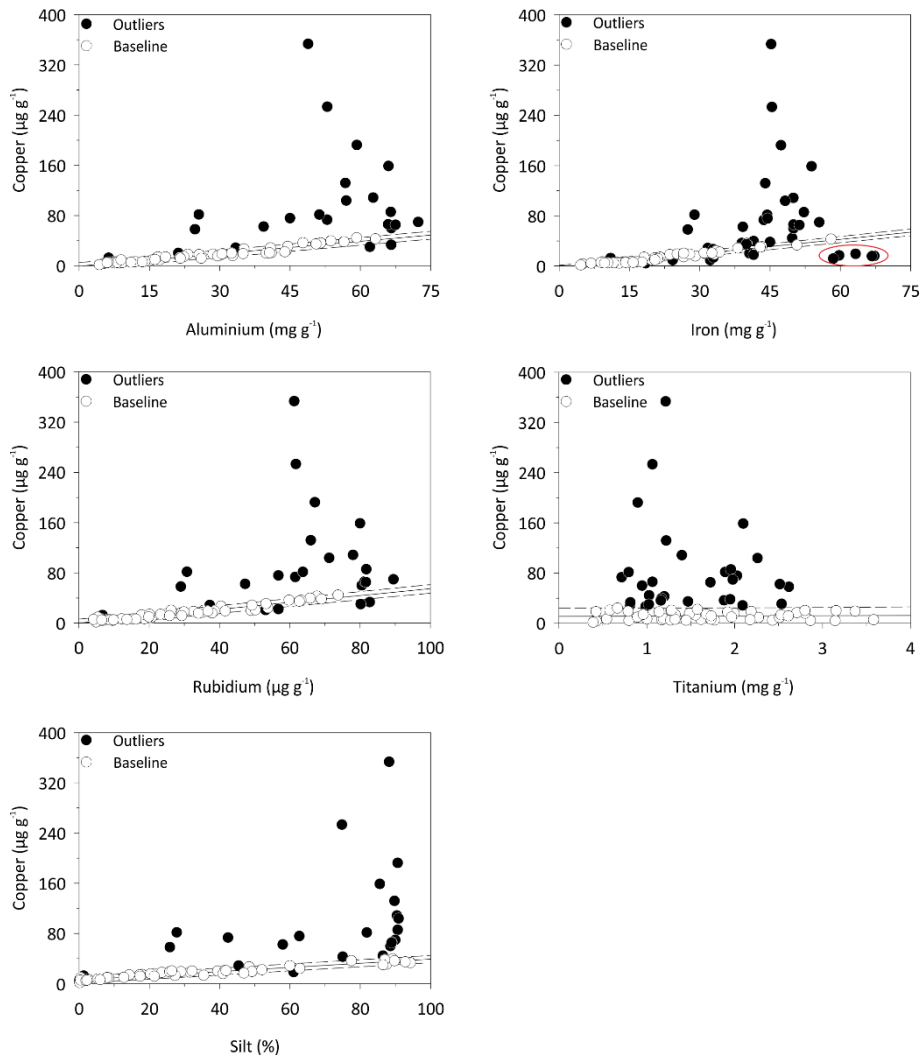 400
360
320
280
240
200
160
120
80
40
0
Outliers
Baseline
Copper (µg g⁻¹)
0 15 30 45 60 75
Aluminium (mg g⁻¹)
400
320
240
160
80
0
Outliers
Baseline
Copper (µg g⁻¹)
0 15 30 45 60 75
Iron (mg g⁻¹)
400
320
240
160
80
0
Outliers
Baseline
Copper (µg g⁻¹)
0 20 40 60 80 100
Rubidium (µg g⁻¹)
400
320
240
160
80
0
Outliers
Baseline
Copper (µg g⁻¹)
0 1 2 3 4
Titanium (mg g⁻¹)
400
320
240
160
80
0
Outliers
Baseline
Copper (µg g⁻¹)
0 20 40 60 80 100
Silt (%)